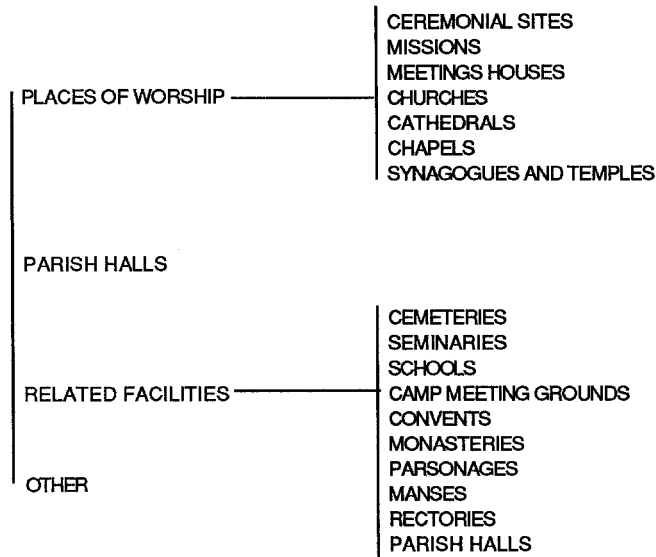 PLACES OF WORSHIP
CEREMONIAL SITES
MISSIONS
MEETINGS HOUSES
CHURCHES
CATHEDRALS
CHAPELS
SYNAGOGUES AND TEMPLES
PARISH HALLS
RELATED FACILITIES
CEMETERIES
SEMINARIES
SCHOOLS
CAMP MEETING GROUNDS
CONVENTS
MONASTERIES
PARSONAGES
MANSES
RECTORIES
PARISH HALLS
OTHER